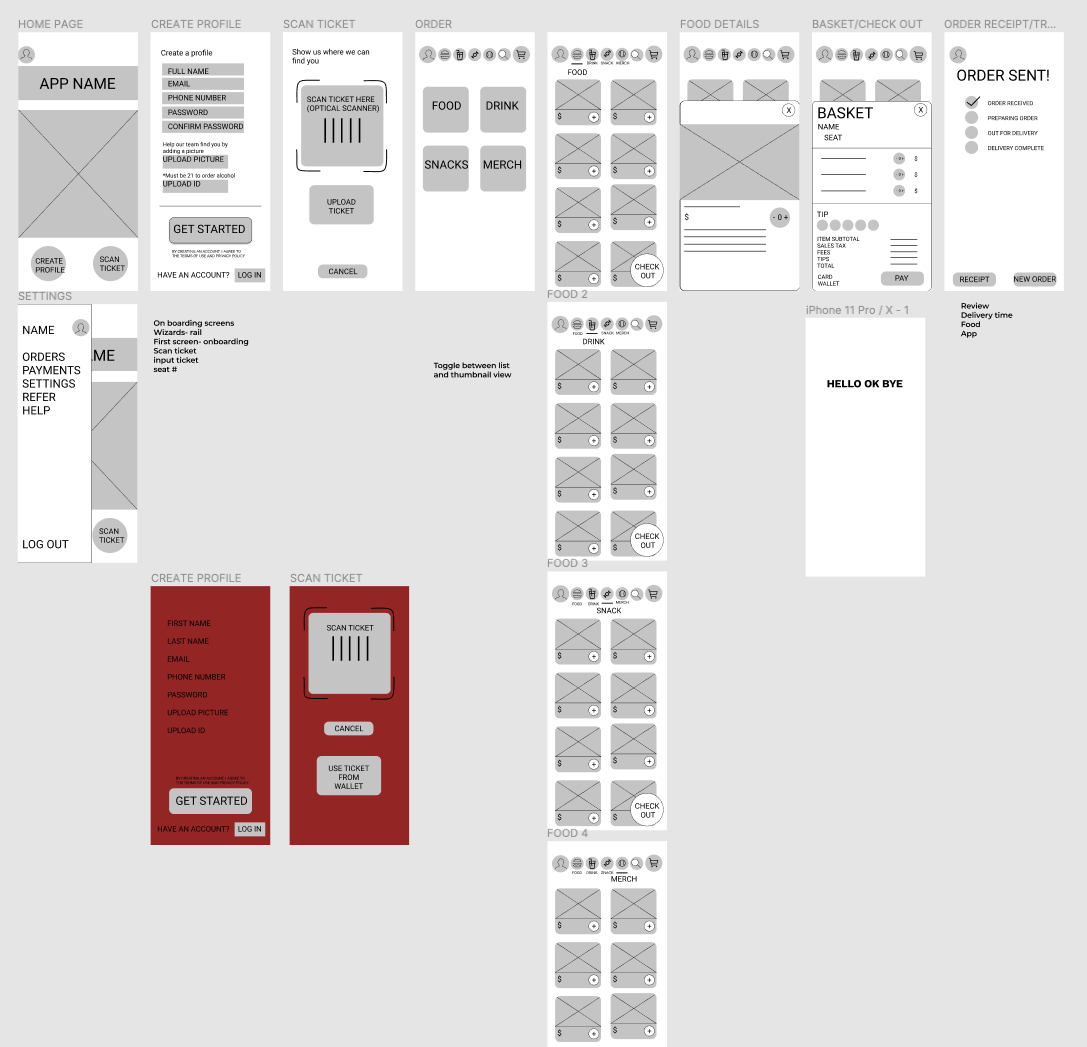 HOME PAGE
APP NAME
CREATE
PROFILE
SCAN
TICKET
CREATE PROFILE
Create a profile
FULL NAME
EMAIL
PHONE NUMBER
PASSWORD
CONFIRM PASSWORD
Help our team find you by
adding a picture
UPLOAD PICTURE
*Must be 21 to order alcohol
UPLOAD ID
GET STARTED
BY CREATING AN ACCOUNT I AGREE TO
THE TERMS OF USE AND PRIVACY POLICY
HAVE AN ACCOUNT?
LOG IN
SCAN TICKET
Show us where we can
find you
SCAN TICKET HERE
(OPTICAL SCANNER)
UPLOAD
TICKET
CANCEL
ORDER
FOOD
DRINK
SNACKS
MERCH
DRINK
SNACK
MERCH
FOOD
$
+
$
+
$
+
$
+
$
+
$
+
$
CHECK
OUT
FOOD DETAILS
X
$
- 0 +
BASKET/CHECK OUT
BASKET
X
NAME
SEAT
- 0 +
$
- 0 +
$
- 0 +
$
TIP
ITEM SUBTOTAL
SALES TAX
FEES
TIPS
TOTAL
CARD
WALLET
PAY
ORDER RECEIPT/TR...
ORDER SENT!
ORDER RECEIVED
PREPARING ORDER
OUT FOR DELIVERY
DELIVERY COMPLETE
RECEIPT
NEW ORDER
SETTINGS
NAME
ORDERS
PAYMENTS
SETTINGS
REFER
HELP
LOG OUT
ME
SCAN
TICKET
On boarding screens
Wizards- rail
First screen- onboarding
Scan ticket
input ticket
seat #
Toggle between list
and thumbnail view
FOOD 2
FOOD
SNACK
MERCH
DRINK
$
+
$
+
$
+
$
+
$
+
$
+
$
+
$
CHECK
OUT
iPhone 11 Pro / X - 1
HELLO OK BYE
Review
Delivery time
Food
App
CREATE PROFILE
FIRST NAME
LAST NAME
EMAIL
PHONE NUMBER
PASSWORD
UPLOAD PICTURE
UPLOAD ID
BY CREATING AN ACCOUNT I AGREE TO
THE TERMS OF USE AND PRIVACY POLICY
GET STARTED
HAVE AN ACCOUNT?
LOG IN
SCAN TICKET
SCAN TICKET
CANCEL
USE TICKET
FROM
WALLET
FOOD 3
FOOD
DRINK
MERCH
SNACK
$
+
$
+
$
+
$
+
$
+
$
+
$
+
$
CHECK
OUT
FOOD 4
FOOD
DRINK
SNACK
MERCH
$
+
$
+
$
+
$
+
$
+
$
+